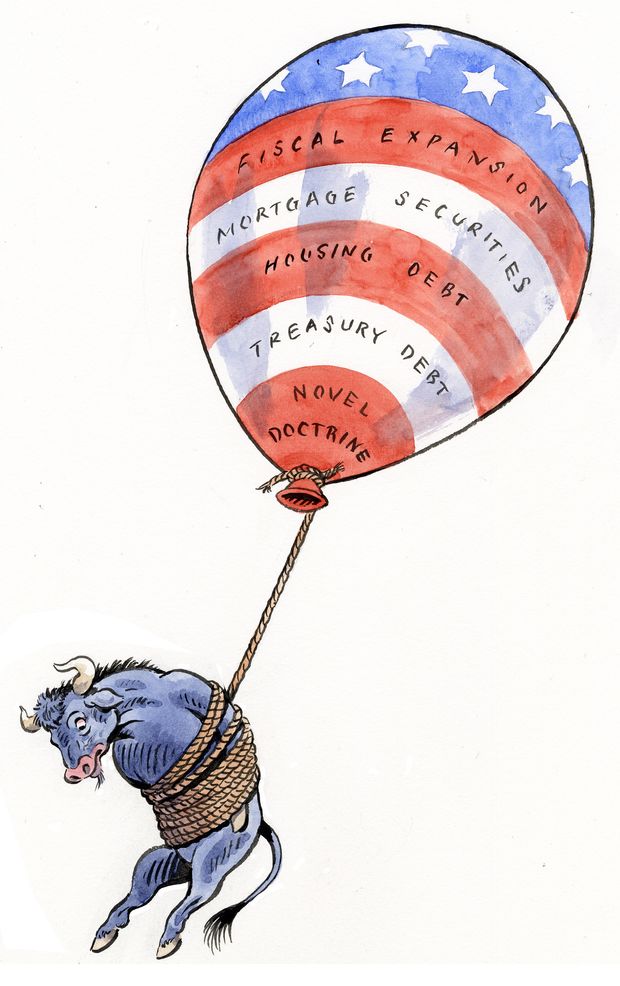 FISCAL EXPANSION
MORTGAGE SECURITIES
HOUSING DEBT
TREASURY DEBT
NOVEL
DOCTRINE